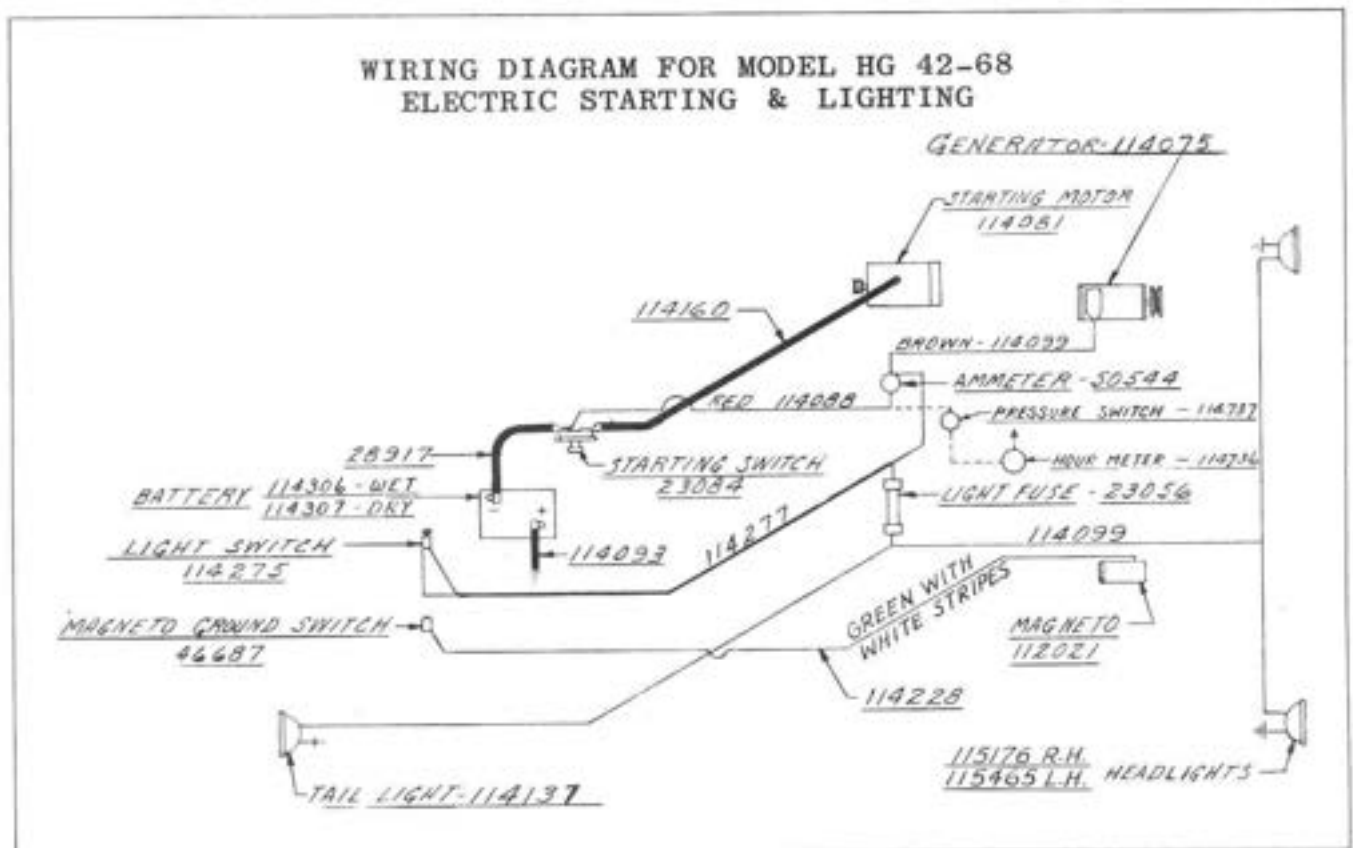 WIRING DIAGRAM FOR MODEL HG 42-68
ELECTRIC STARTING & LIGHTING
GENERATOR-114075
STARTING MOTOR
114081
114160
BROWN-114099
AMMETER-50544
RED 114088
PRESSURE SWITCH-114737
28917
STARTING SWITCH
23084
HOUR METER-114736
BATTERY 114306-WET
114307-DRY
LIGHT FUSE-23056
LIGHT SWITCH
114275
114093
114277
114099
GREEN WITH
WHITE STRIPES
MAGNETO GROUND SWITCH
46687
MAGNETO
112021
114228
115176 R.H.
115465 L.H. HEADLIGHTS
TAIL LIGHT-114137